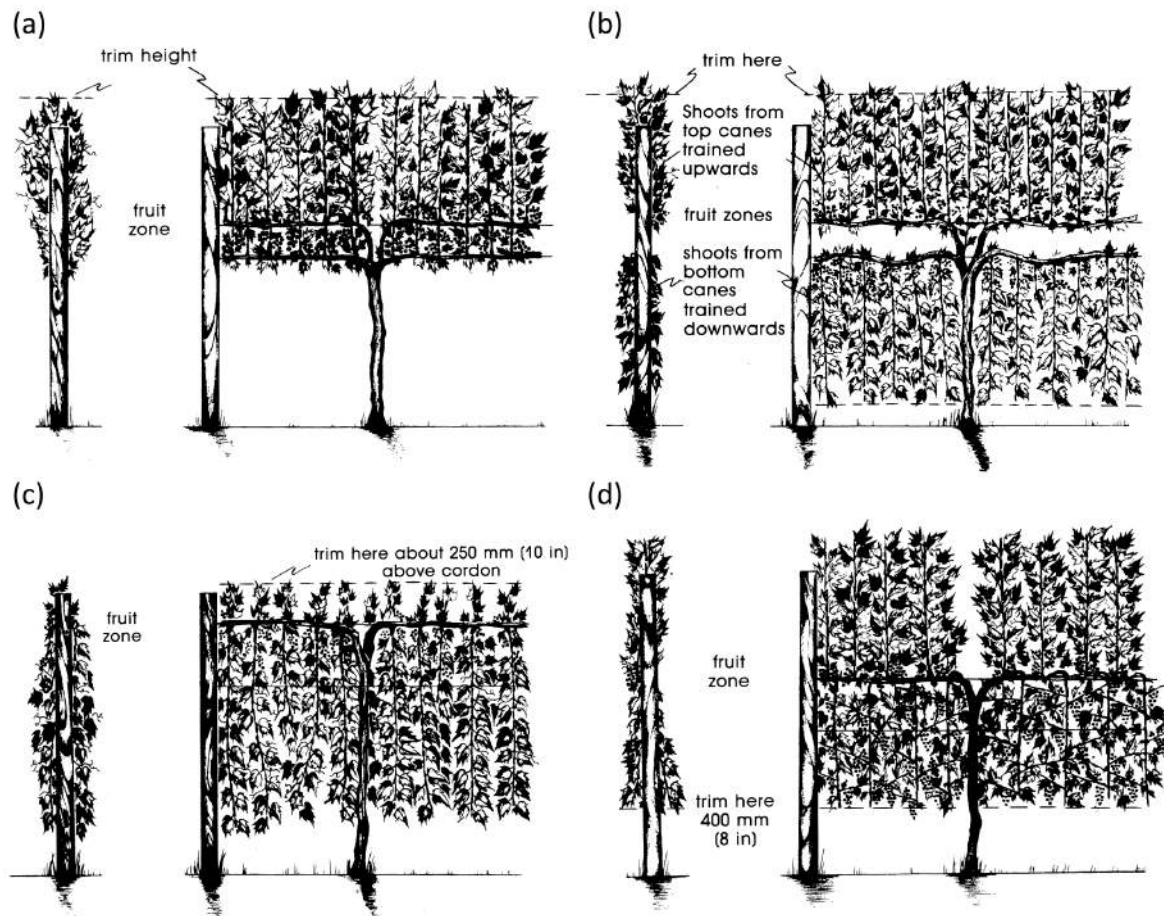 (a)
trim height
fruit
zone
(b)
trim here
Shoots from
top canes
trained
upwards
fruit zones
shoots from
bottom
canes
trained
downwards
(c)
trim here about 250 mm (10 in)
above cordon
fruit
zone
(d)
fruit
zone
trim here
400 mm
(8 in)